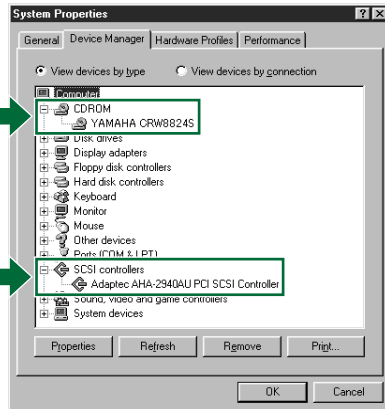 System Properties
General Device Manager Hardware Profiles Performance
View devices by type View devices by connection
Computer
CDROM
YAMAHA CRW8824S
Disk drives
Display adapters
Floppy disk controllers
Hard disk controllers
Keyboard
Monitor
Mouse
Other devices
Ports (COM & LPT)
SCSI controllers
Adaptec AHA-2940AU PCI SCSI Controller
Sound, video and game controllers
System devices
Properties Refresh Remove Print...
OK Cancel